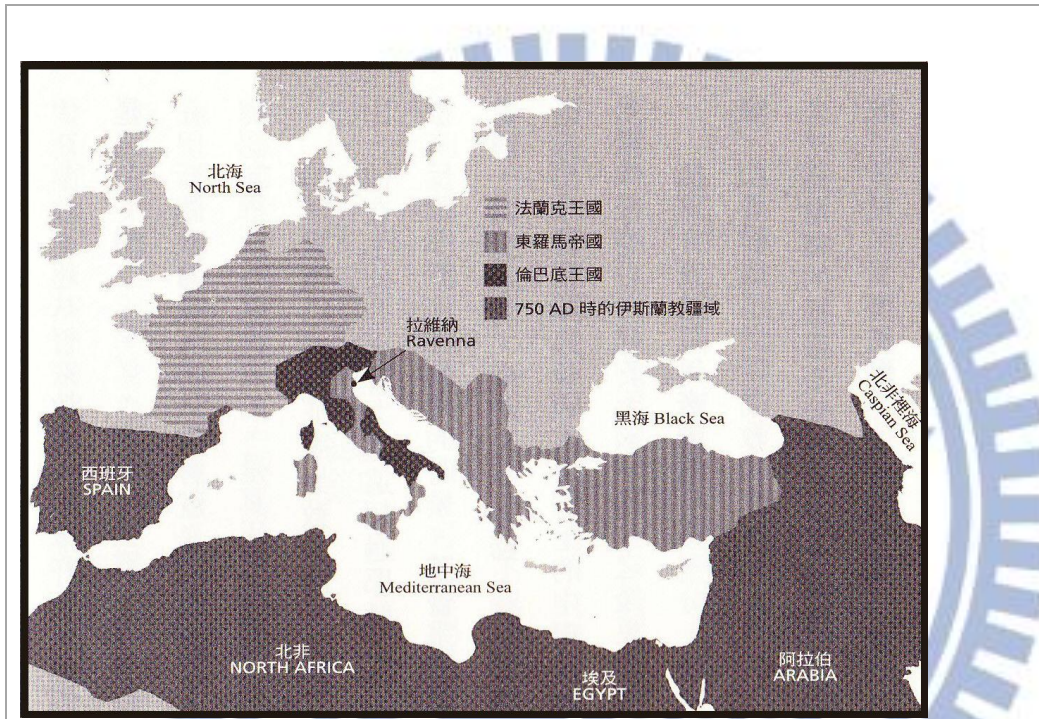 北海
North Sea
法蘭克王國
東羅馬帝國
倫巴底王國
750 AD 時的伊斯蘭教疆域
拉維納
Ravenna
黑海 Black Sea
北非裡海
Caspian Sea
西班牙
SPAIN
地中海
Mediterranean Sea
北非
NORTH AFRICA
埃及
EGYPT
阿拉伯
ARABIA